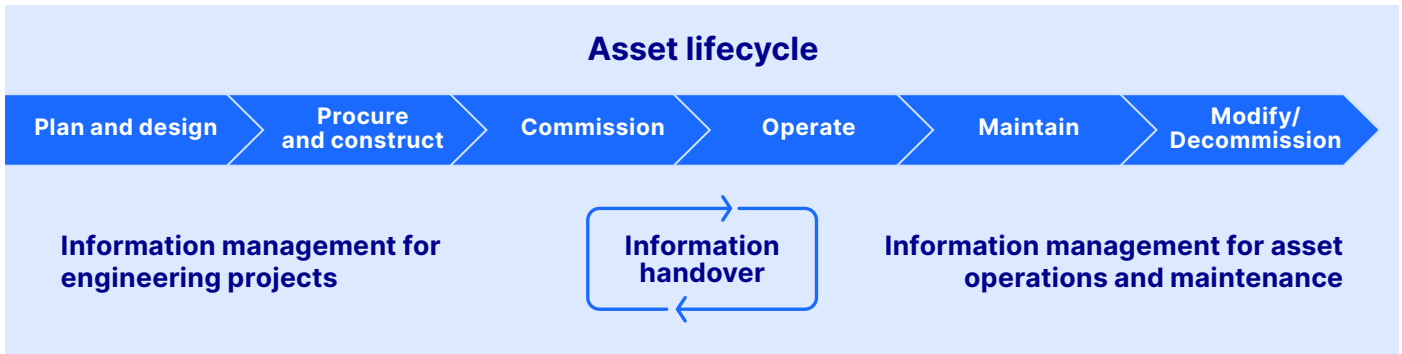 Asset lifecycle
Plan and design
Procure
and construct
Commission
Operate
Maintain
Modify/
Decommission
Information management for
engineering projects
Information
handover
Information management for asset
operations and maintenance